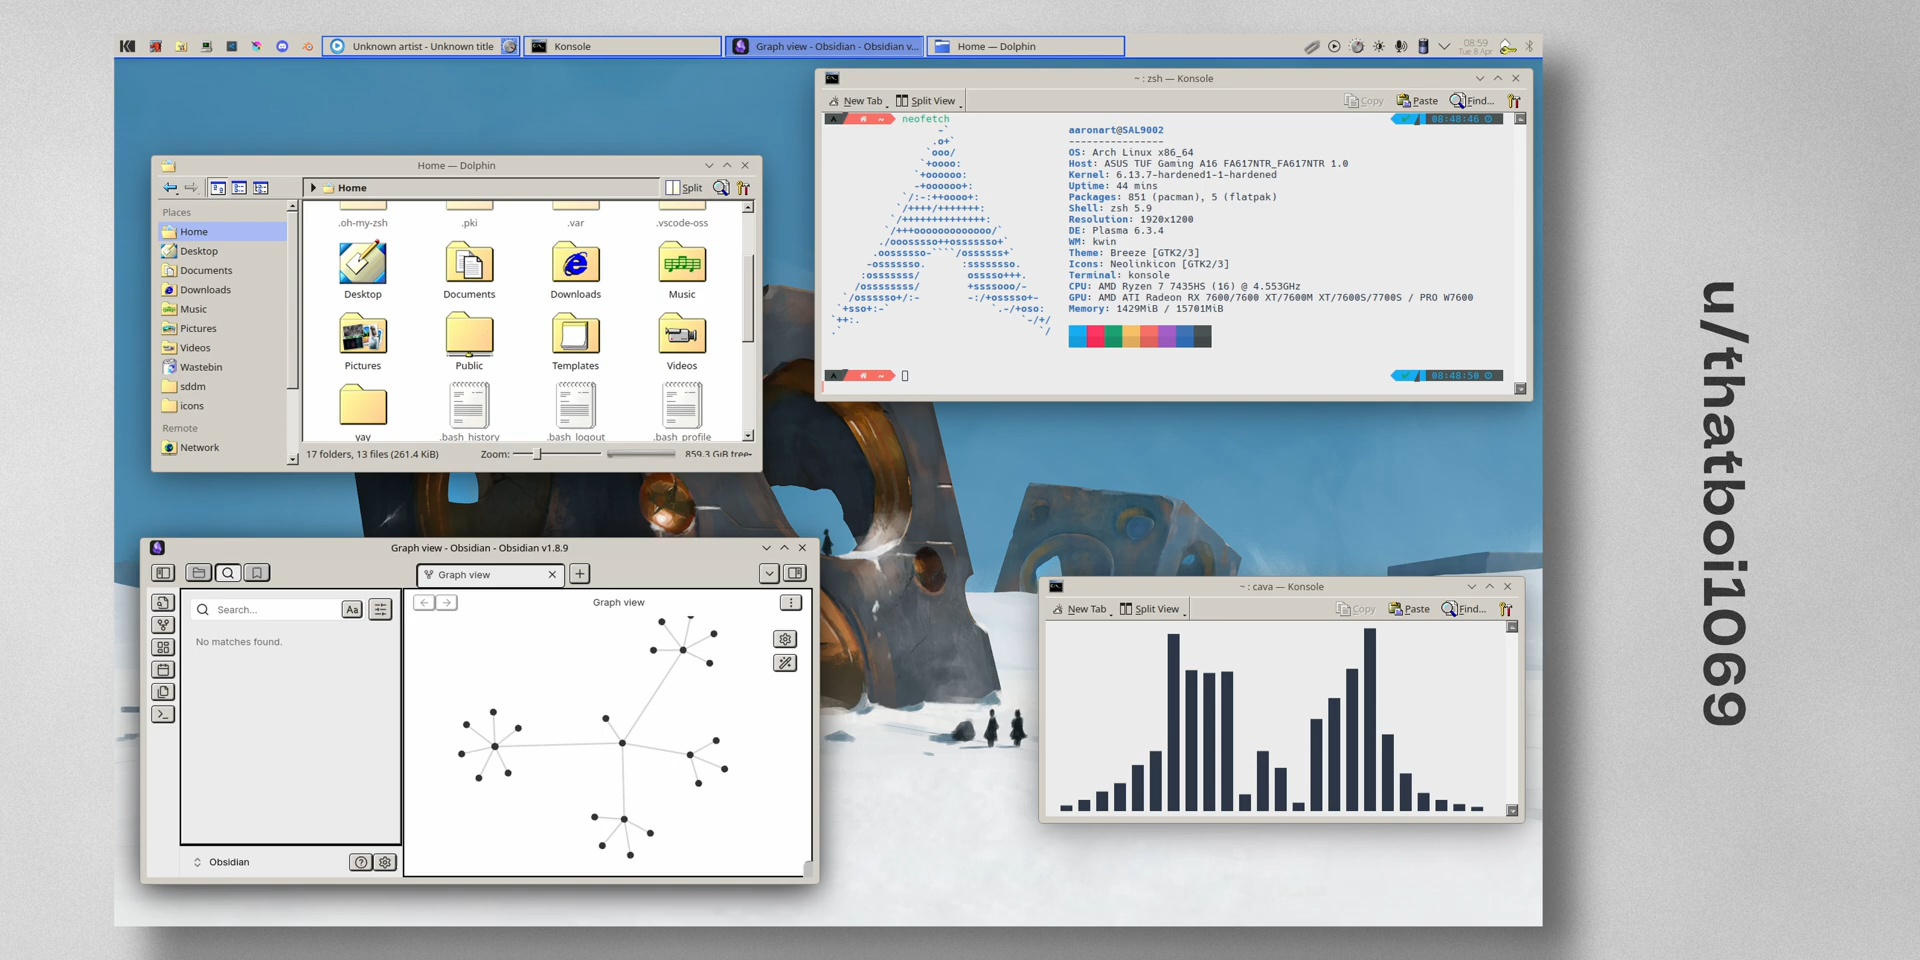 Unknown artist - Unknown title
Konsole
Graph view - Obsidian - Obsidian v...
Home — Dolphin
08:59
Tue 8 Apr
~ : zsh — Konsole
New Tab
Split View
Copy
Paste
Find...
~ neofetch
08:48:46
aaronart@SAL9002
----------------
OS: Arch Linux x86_64
Host: ASUS TUF Gaming A16 FA617NTR_FA617NTR 1.0
Kernel: 6.13.7-hardened1-1-hardened
Uptime: 44 mins
Packages: 851 (pacman), 5 (flatpak)
Shell: zsh 5.9
Resolution: 1920x1200
DE: Plasma 6.3.4
WM: kwin
Theme: Breeze [GTK2/3]
Icons: Neolinkicon [GTK2/3]
Terminal: konsole
CPU: AMD Ryzen 7 7435HS (16) @ 4.553GHz
GPU: AMD ATI Radeon RX 7600/7600 XT/7600M XT/7600S/7700S / PRO W7600
Memory: 1429MiB / 15701MiB
~
08:48:50
Home — Dolphin
Home
Split
Places
Home
Desktop
Documents
Downloads
Music
Pictures
Videos
Wastebin
sddm
icons
Remote
Network
.oh-my-zsh
.pki
.var
.vscode-oss
Desktop
Documents
Downloads
Music
Pictures
Public
Templates
Videos
yay
.bash_history
.bash_logout
.bash_profile
17 folders, 13 files (261.4 KiB)
Zoom:
859.3 GiB free
Graph view - Obsidian - Obsidian v1.8.9
Graph view
Search...
Aa
No matches found.
Graph view
Obsidian
~ : cava — Konsole
New Tab
Split View
Copy
Paste
Find...
u/thatboi1069